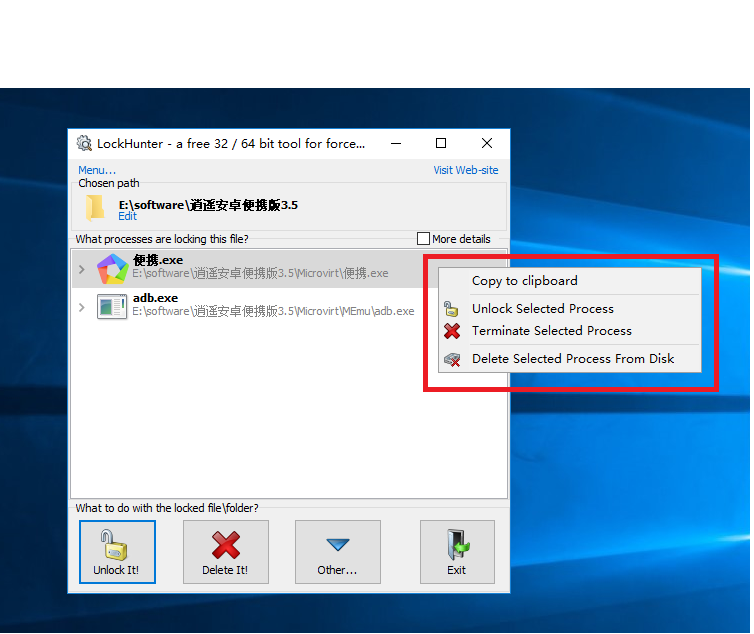 LockHunter - a free 32 / 64 bit tool for force...
Menu...
Visit Web-site
Chosen path
E:\software\逍遥安卓便携版3.5
Edit
What processes are locking this file?
More details
便携.exe
E:\software\逍遥安卓便携版3.5\Microvirt\便携.exe
adb.exe
E:\software\逍遥安卓便携版3.5\Microvirt\MEmu\adb.exe
Copy to clipboard
Unlock Selected Process
Terminate Selected Process
Delete Selected Process From Disk
What to do with the locked file\folder?
Unlock It!
Delete It!
Other...
Exit